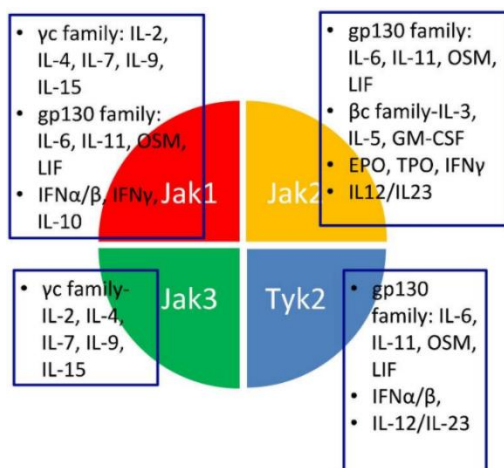 • γc family: IL-2,
IL-4, IL-7, IL-9,
IL-15
• gp130 family:
IL-6, IL-11, OSM,
LIF
• IFNα/β, IFNγ,
IL-10
• gp130 family:
IL-6, IL-11, OSM,
LIF
• βc family-IL-3,
IL-5, GM-CSF
• EPO, TPO, IFNγ
• IL12/IL23
Jak1
Jak2
Jak3
Tyk2
• γc family-
IL-2, IL-4,
IL-7, IL-9,
IL-15
• gp130
family: IL-6,
IL-11, OSM,
LIF
• IFNα/β,
• IL-12/IL-23